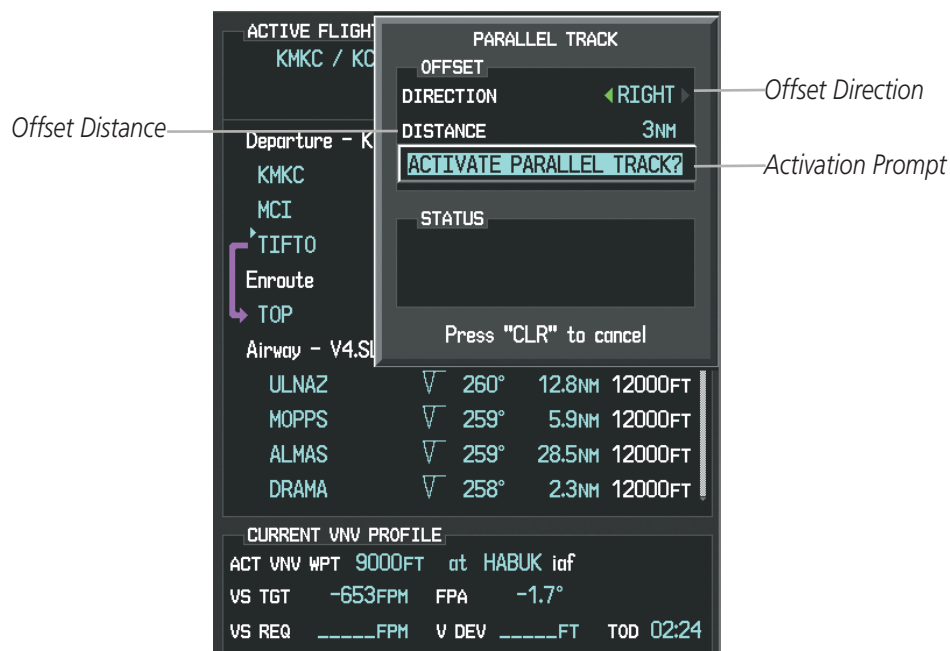 ACTIVE FLIGHT
KMKC / KC
PARALLEL TRACK
OFFSET
DIRECTION RIGHT
Offset Direction
Offset Distance
DISTANCE 3NM
ACTIVATE PARALLEL TRACK?
Activation Prompt
Departure – K
KMKC
MCI
TIFTO
Enroute
TOP
STATUS
Press "CLR" to cancel
Airway – V4.SL
ULNAZ 260° 12.8NM 12000FT
MOPPS 259° 5.9NM 12000FT
ALMAS 259° 28.5NM 12000FT
DRAMA 258° 2.3NM 12000FT
CURRENT VNV PROFILE
ACT VNV WPT 9000FT at HABUK iaf
VS TGT -653FPM FPA -1.7°
VS REQ _____FPM V DEV _____FT TOD 02:24